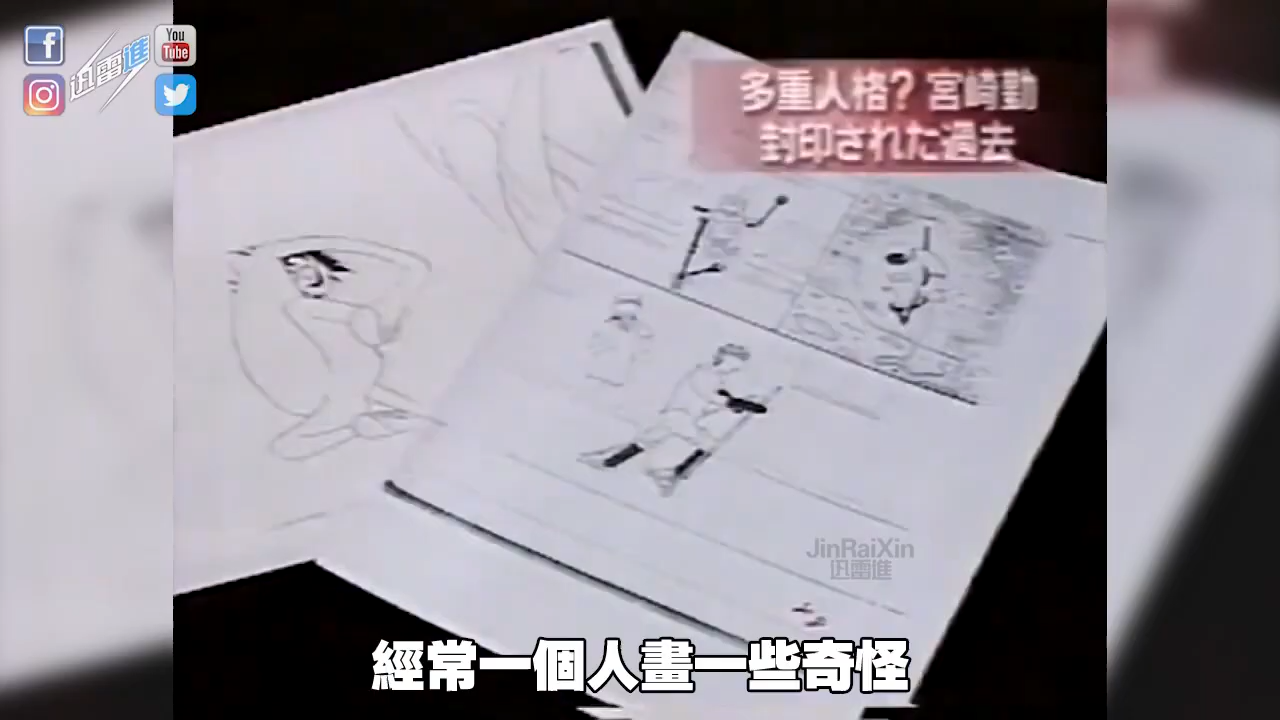 You
Tube
迅雷進
多重人格?宮崎勤
封印された過去
JinRaiXin
迅雷進
經常一個人畫一些奇怪